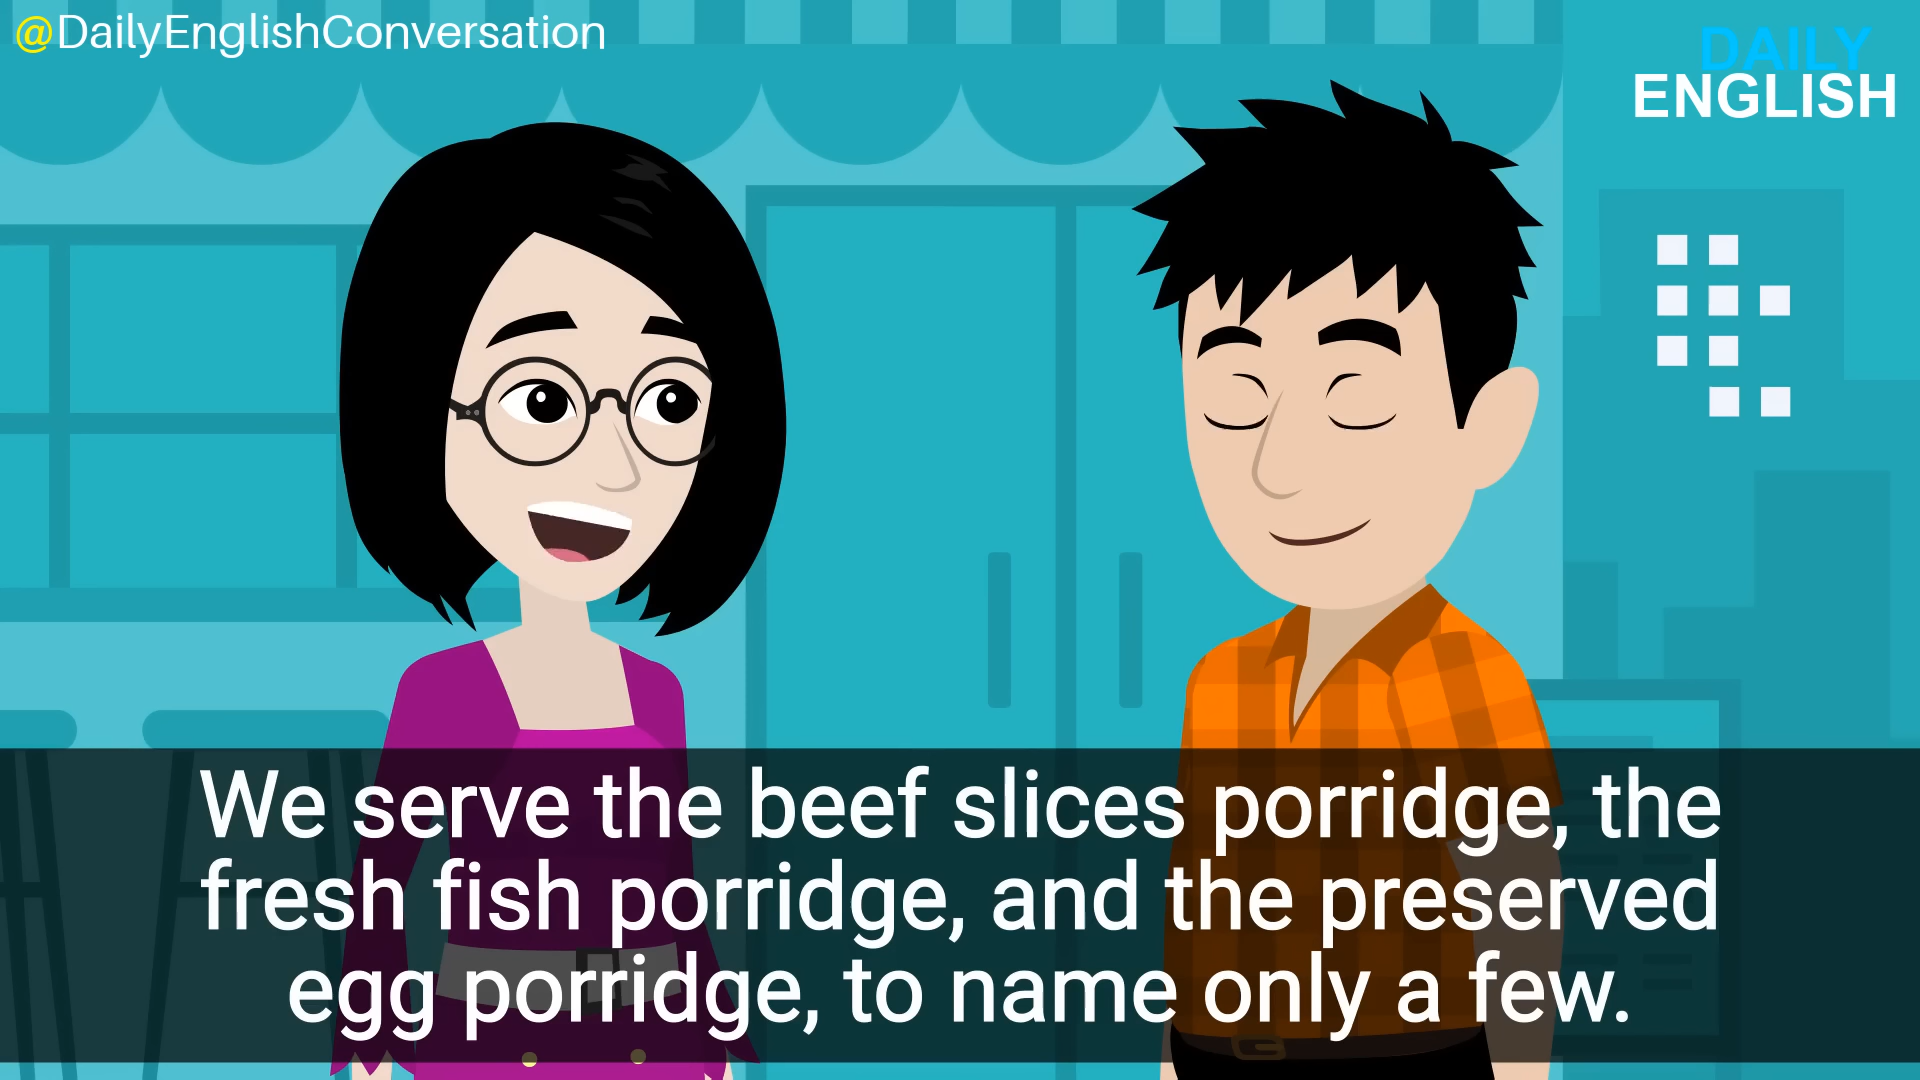 @DailyEnglishConversation
DAILY
ENGLISH
We serve the beef slices porridge, the
fresh fish porridge, and the preserved
egg porridge, to name only a few.